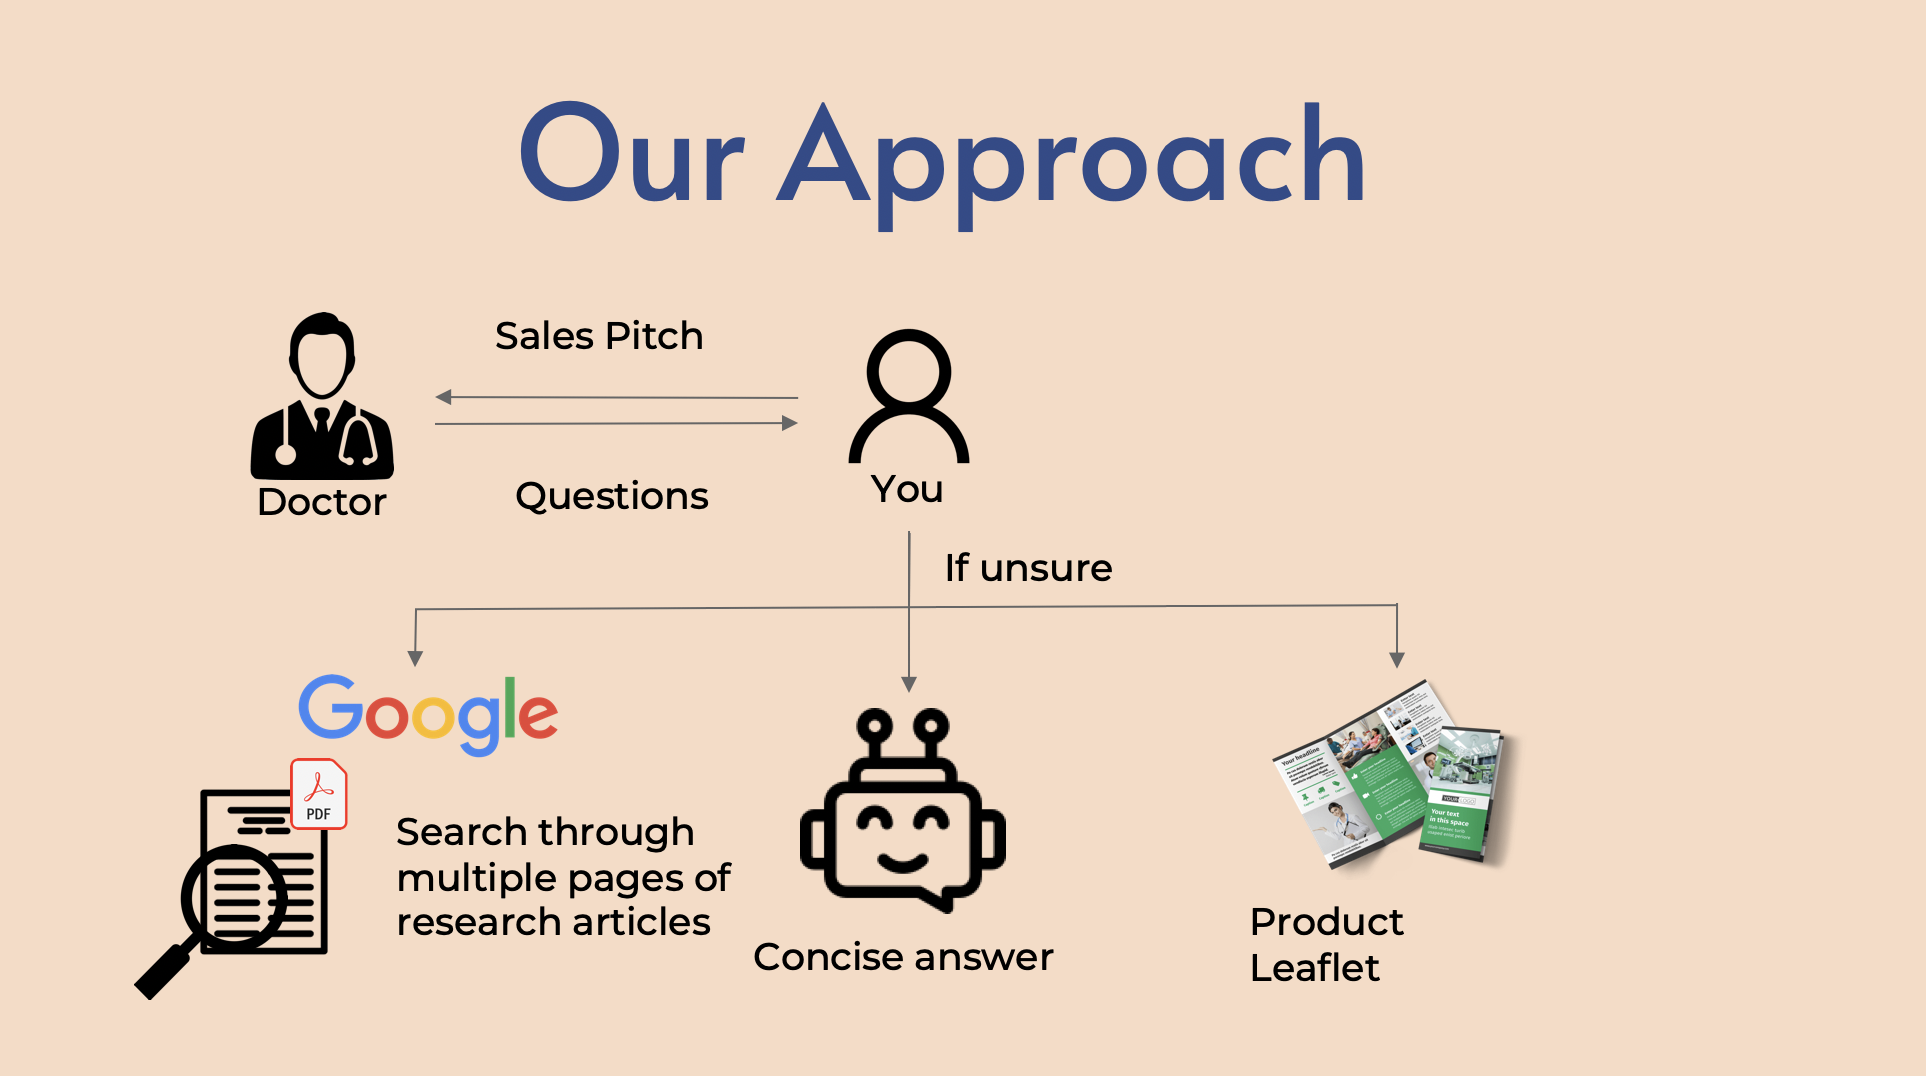 Our Approach
Sales Pitch
Doctor
Questions
You
If unsure
Google
PDF
Search through
multiple pages of
research articles
Concise answer
Your headline
YOUR LOGO
Your text
in this space
Product
Leaflet